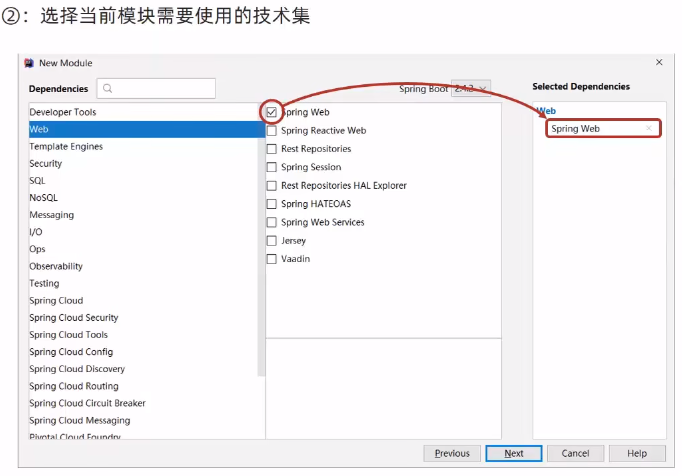 ②：选择当前模块需要使用的技术集
New Module
Dependencies
Spring Boot 2.4.2
Selected Dependencies
Developer Tools
Web
Template Engines
Security
SQL
NoSQL
Messaging
I/O
Ops
Observability
Testing
Spring Cloud
Spring Cloud Security
Spring Cloud Tools
Spring Cloud Config
Spring Cloud Discovery
Spring Cloud Routing
Spring Cloud Circuit Breaker
Spring Cloud Messaging
Pivotal Cloud Foundry
Spring Web
Spring Reactive Web
Rest Repositories
Spring Session
Rest Repositories HAL Explorer
Spring HATEOAS
Spring Web Services
Jersey
Vaadin
Web
Spring Web
Previous
Next
Cancel
Help